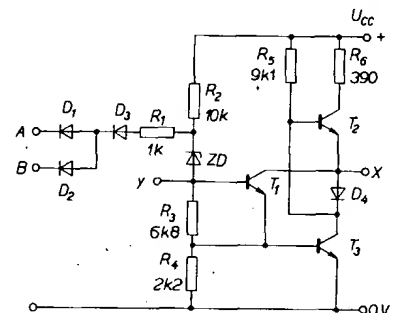 UCC
+
R5
9k1
R6
390
R2
10k
D1
D3
R1
A
1k
T2
B
D2
ZD
T1
X
y
D4
R3
6k8
T3
R4
2k2
0V